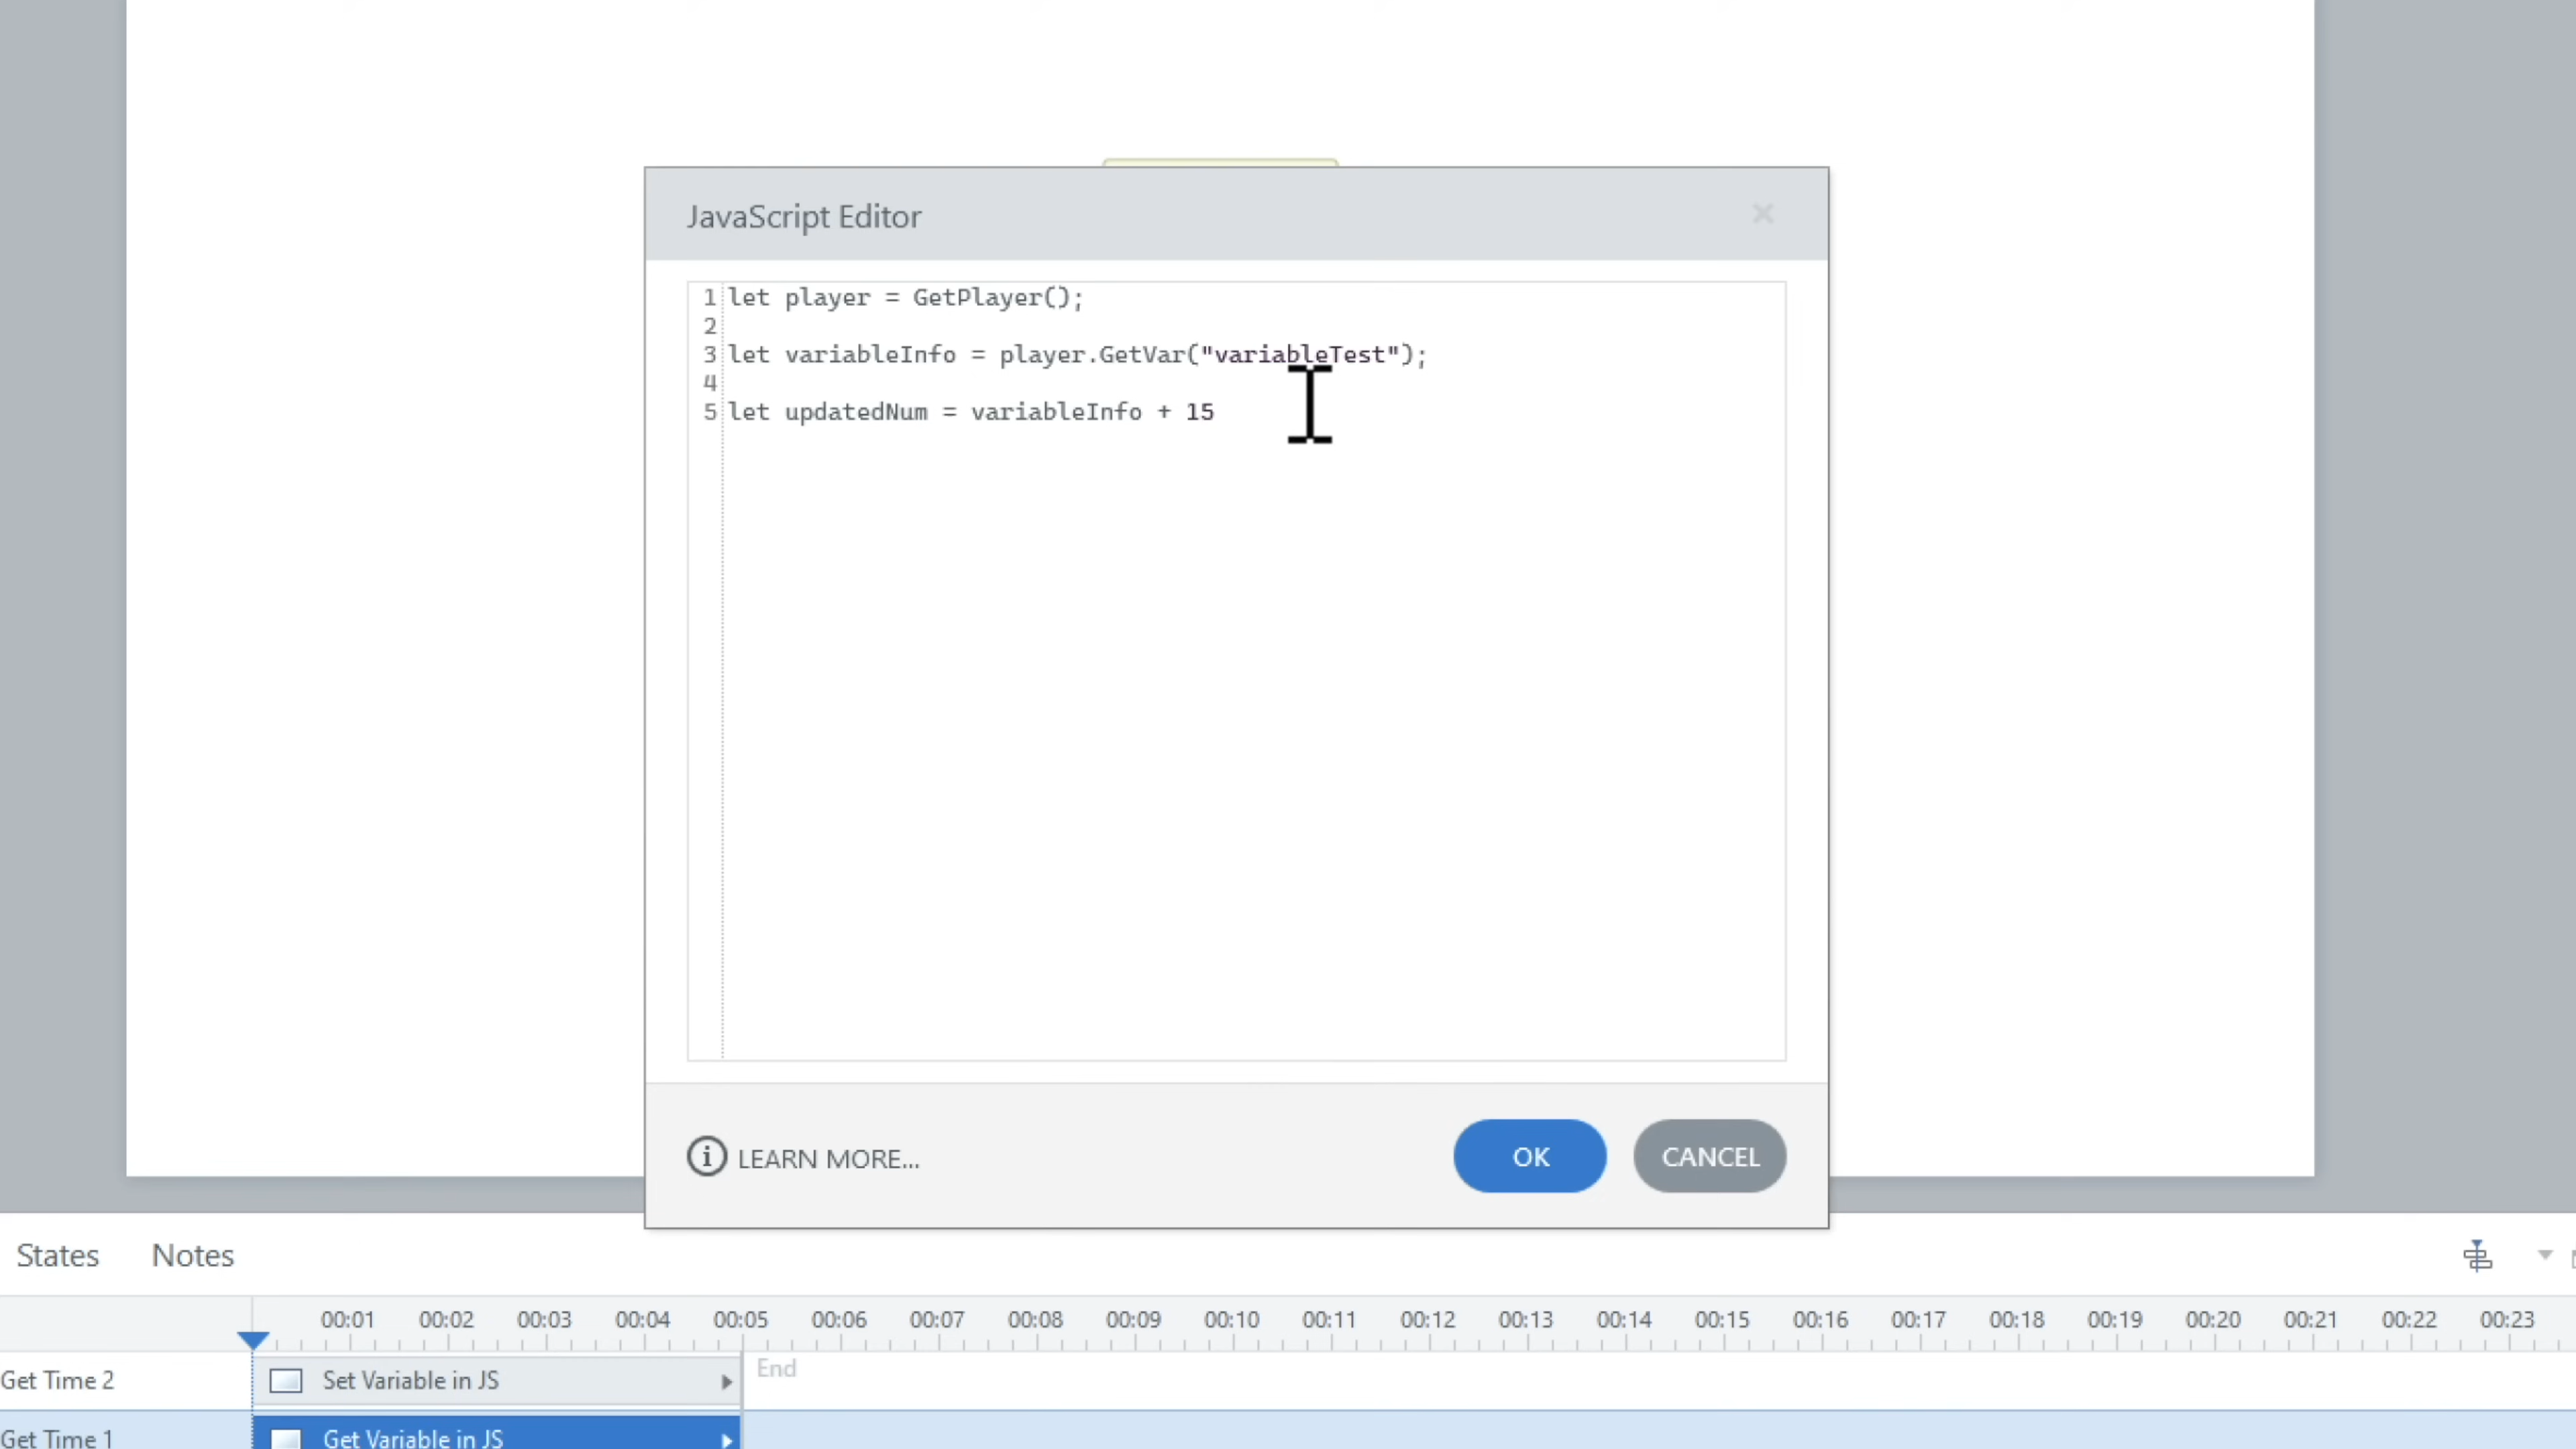 JavaScript Editor
1 let player = GetPlayer();
2
3 let variableInfo = player.GetVar("variableTest");
4
5 let updatedNum = variableInfo + 15
LEARN MORE...
OK
CANCEL
States Notes
00:01 00:02 00:03 00:04 00:05 00:06 00:07 00:08 00:09 00:10 00:11 00:12 00:13 00:14 00:15 00:16 00:17 00:18 00:19 00:20 00:21 00:22 00:23
Get Time 2 Set Variable in JS End
Get Time 1 Get Variable in JS